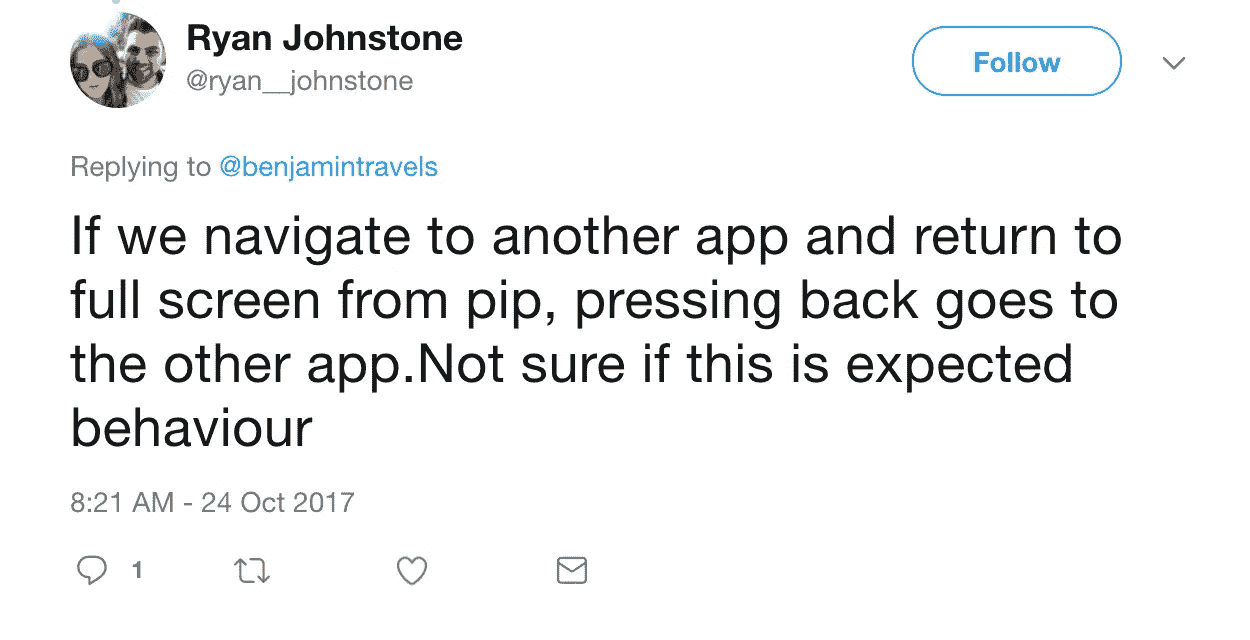 Ryan Johnstone
@ryan__johnstone
Follow
Replying to @benjamintravels
If we navigate to another app and return to
full screen from pip, pressing back goes to
the other app.Not sure if this is expected
behaviour
8:21 AM - 24 Oct 2017
1